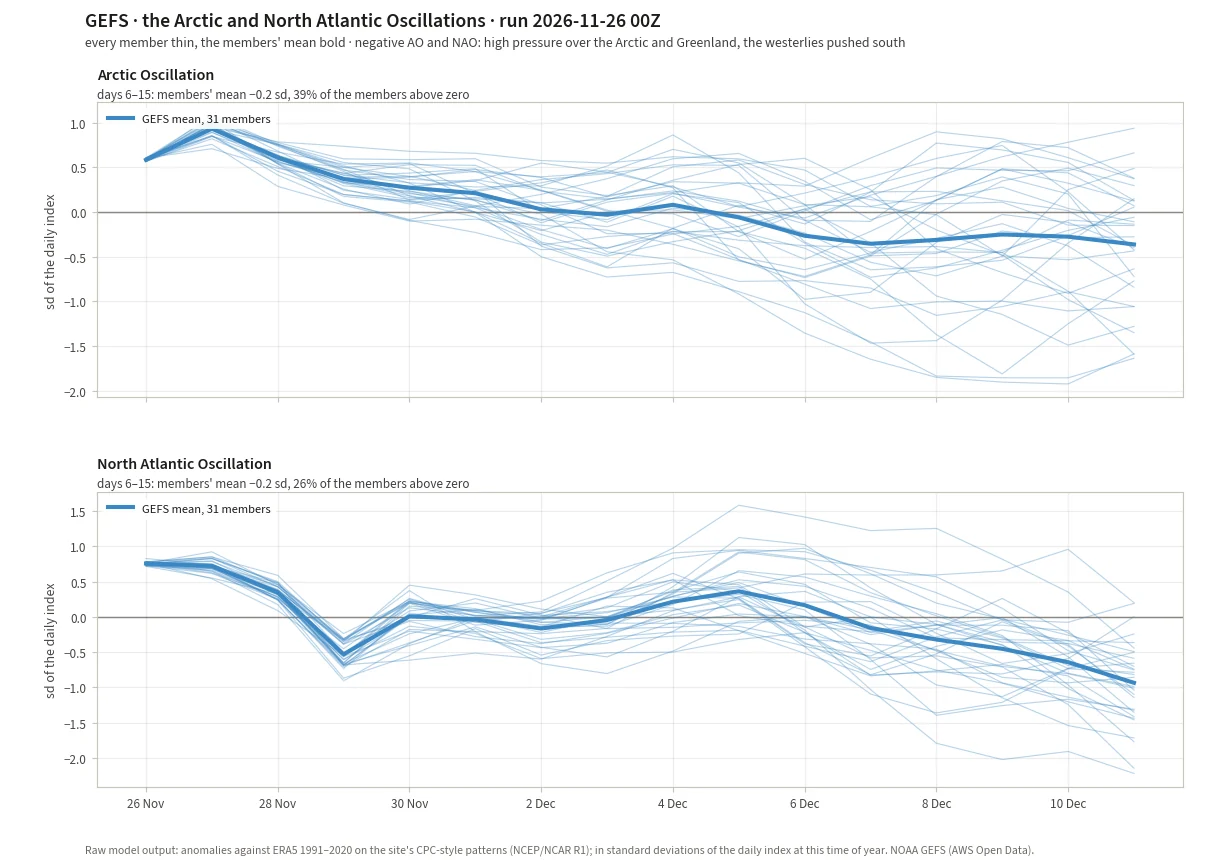 GEFS · the Arctic and North Atlantic Oscillations · run 2026-11-26 00Z
every member thin, the members' mean bold · negative AO and NAO: high pressure over the Arctic and Greenland, the westerlies pushed south
Arctic Oscillation
days 6–15: members' mean −0.2 sd, 39% of the members above zero
GEFS mean, 31 members
1.0
0.5
0.0
−0.5
−1.0
−1.5
−2.0
sd of the daily index
North Atlantic Oscillation
days 6–15: members' mean −0.2 sd, 26% of the members above zero
GEFS mean, 31 members
1.5
1.0
0.5
0.0
−0.5
−1.0
−1.5
−2.0
sd of the daily index
26 Nov 28 Nov 30 Nov 2 Dec 4 Dec 6 Dec 8 Dec 10 Dec
Raw model output: anomalies against ERA5 1991–2020 on the site's CPC-style patterns (NCEP/NCAR R1); in standard deviations of the daily index at this time of year. NOAA GEFS (AWS Open Data).